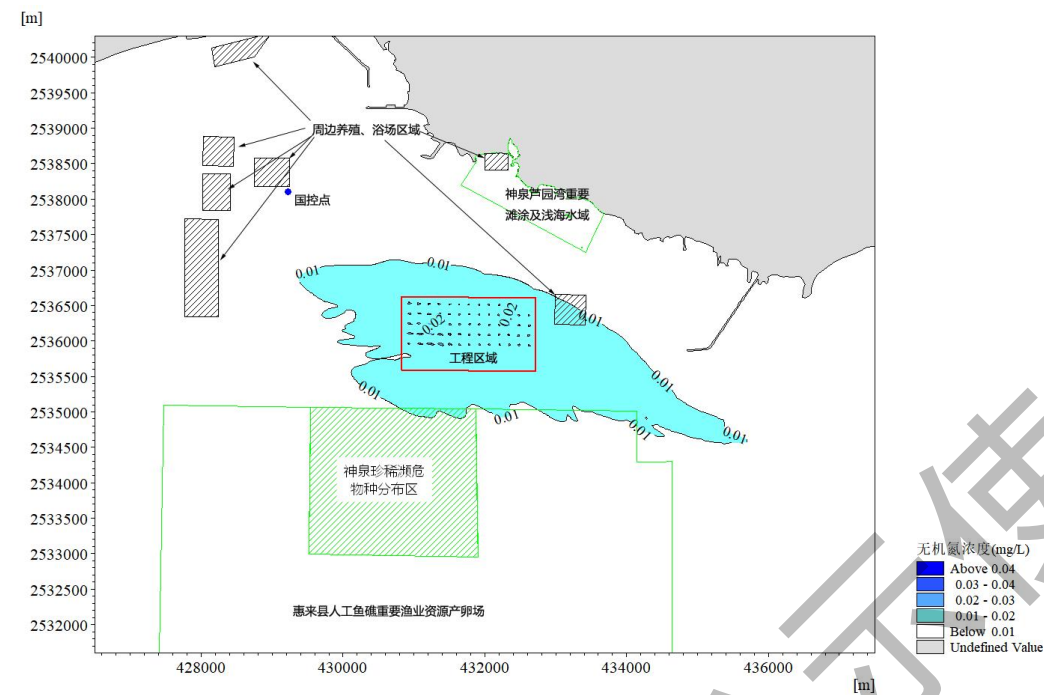 [m]
2540000
2539500
2539000
2538500
2538000
2537500
2537000
2536500
2536000
2535500
2535000
2534500
2534000
2533500
2533000
2532500
2532000
周边养殖、浴场区域
国控点
神泉芦园湾重要
滩涂及浅海水域
0.01
0.01
0.01
0.02
0.02
工程区域
0.01
0.01
0.01
0.01
0.01
神泉珍稀濒危
物种分布区
惠来县人工鱼礁重要渔业资源产卵场
428000
430000
432000
434000
436000
[m]
无机氮浓度(mg/L)
Above 0.04
0.03 - 0.04
0.02 - 0.03
0.01 - 0.02
Below 0.01
Undefined Value
示